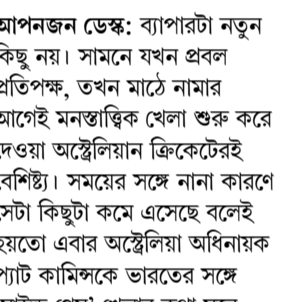 আপনজন ডেস্ক: ব্যাপারটা নতুন
কিছু নয়। সামনে যখন প্রবল
প্রতিপক্ষ, তখন মাঠে নামার
আগেই মনস্তাত্ত্বিক খেলা শুরু করে
দেওয়া অস্ট্রেলিয়ান ক্রিকেটেরই
বৈশিষ্ট্য। সময়ের সঙ্গে নানা কারণে
সেটা কিছুটা কমে এসেছে বলেই
হয়তো এবার অস্ট্রেলিয়া অধিনায়ক
প্যাট কামিন্সকে ভারতের সঙ্গে